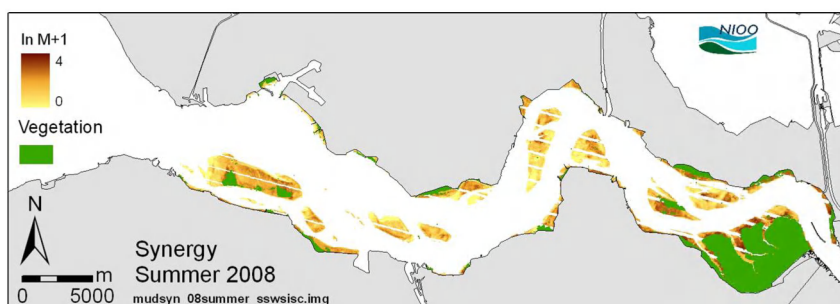 ln M+1
4
0
Vegetation
N
m
0 5000
Synergy
Summer 2008
mudsyn_08summer_sswsisc.img
NIOO